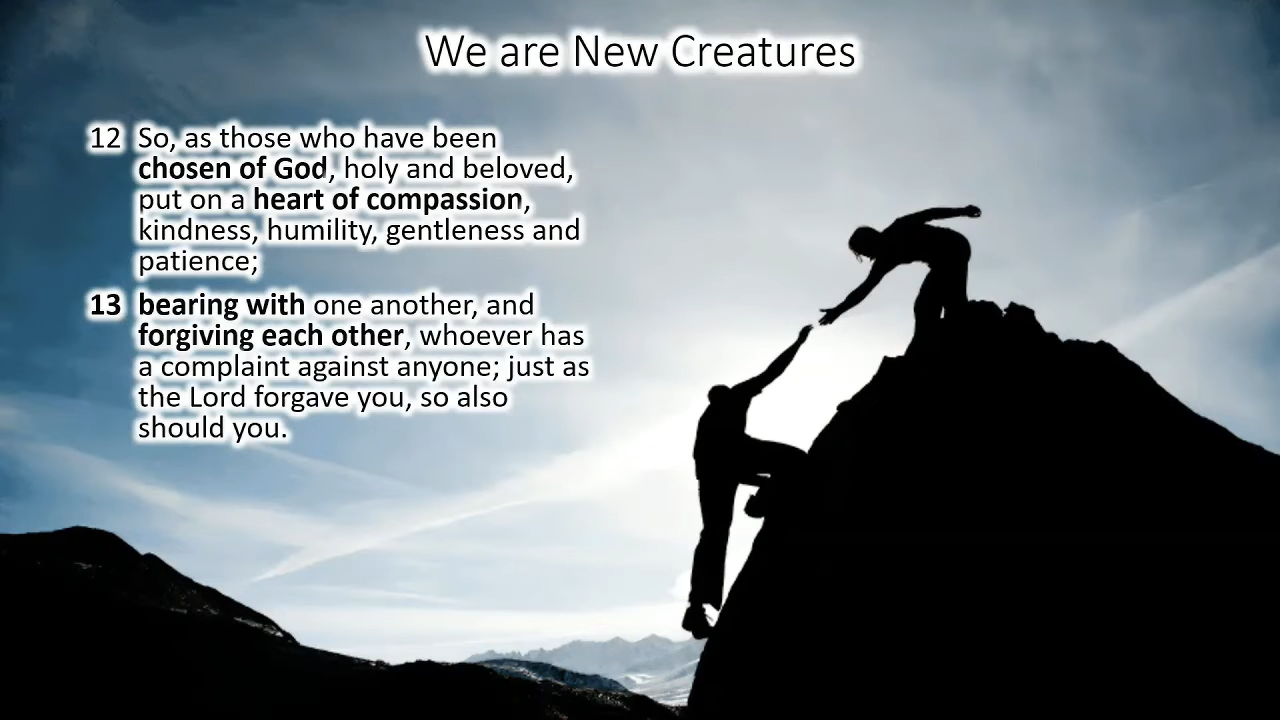 We are New Creatures
12 So, as those who have been
chosen of God, holy and beloved,
put on a heart of compassion,
kindness, humility, gentleness and
patience;
13 bearing with one another, and
forgiving each other, whoever has
a complaint against anyone; just as
the Lord forgave you, so also
should you.